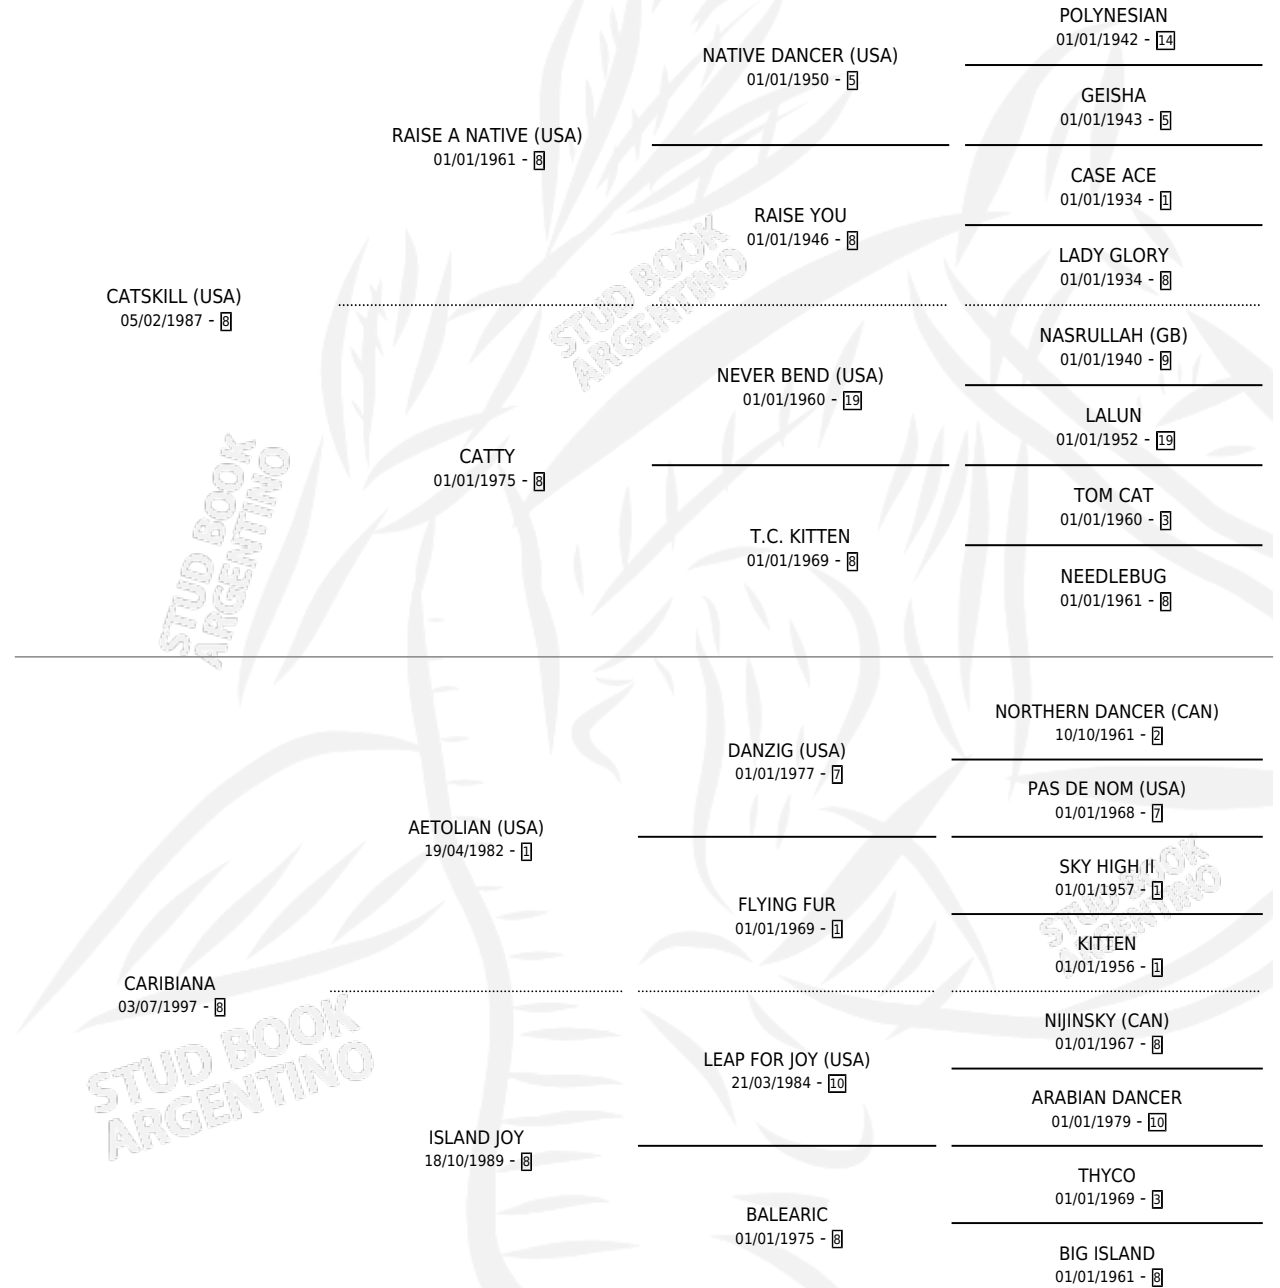 POLYNESIAN
01/01/1942 - 14
NATIVE DANCER (USA)
01/01/1950 - 5
GEISHA
01/01/1943 - 5
RAISE A NATIVE (USA)
01/01/1961 - 8
CASE ACE
01/01/1934 - 1
RAISE YOU
01/01/1946 - 8
LADY GLORY
01/01/1934 - 8
CATSKILL (USA)
05/02/1987 - 8
STUD BOOK
ARGENTINO
NASRULLAH (GB)
01/01/1940 - 9
NEVER BEND (USA)
01/01/1960 - 19
LALUN
01/01/1952 - 19
CATTY
01/01/1975 - 8
TOM CAT
01/01/1960 - 3
T.C. KITTEN
01/01/1969 - 8
NEEDLEBUG
01/01/1961 - 8
STUD BOOK
ARGENTINO
NORTHERN DANCER (CAN)
10/10/1961 - 2
DANZIG (USA)
01/01/1977 - 7
PAS DE NOM (USA)
01/01/1968 - 7
AETOLIAN (USA)
19/04/1982 - 1
SKY HIGH II
01/01/1957 - 1
FLYING FUR
01/01/1969 - 1
KITTEN
01/01/1956 - 1
STUD BOOK
ARGENTINO
CARIBIANA
03/07/1997 - 8
STUD BOOK
ARGENTINO
NIJINSKY (CAN)
01/01/1967 - 8
LEAP FOR JOY (USA)
21/03/1984 - 10
ARABIAN DANCER
01/01/1979 - 10
ISLAND JOY
18/10/1989 - 8
THYCO
01/01/1969 - 3
BALEARIC
01/01/1975 - 8
BIG ISLAND
01/01/1961 - 8